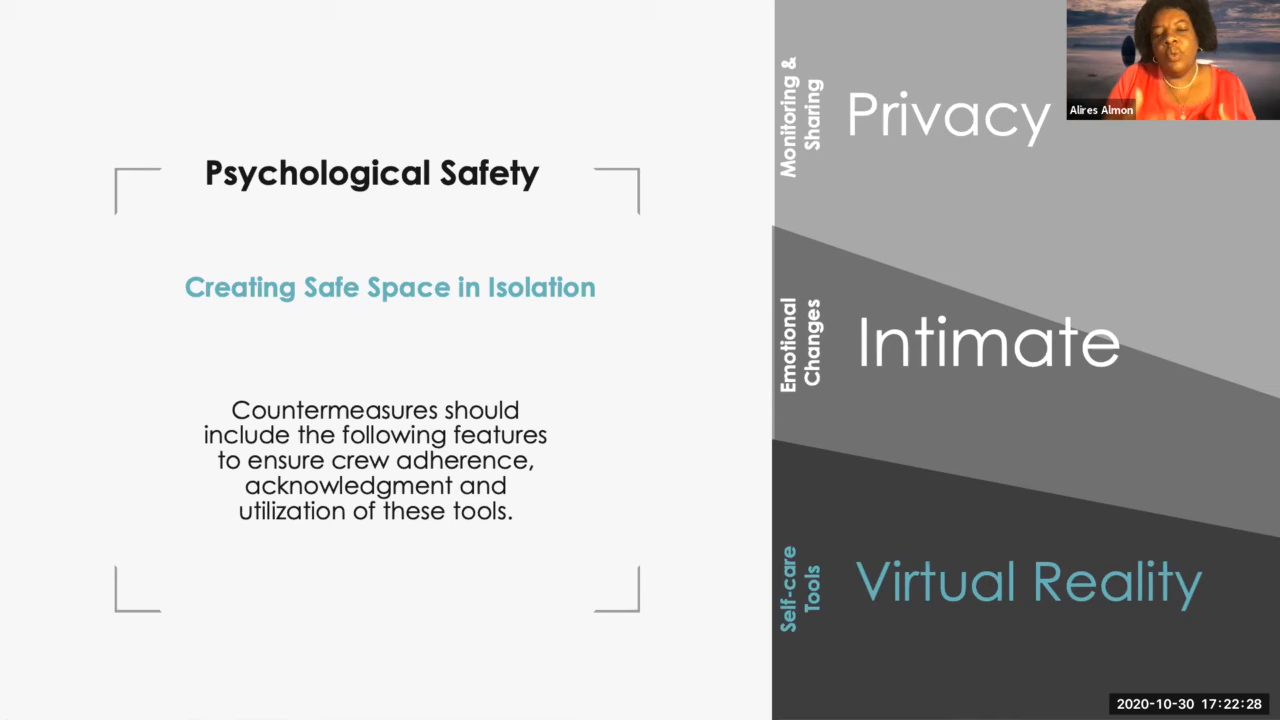 Psychological Safety
Creating Safe Space in Isolation
Countermeasures should
include the following features
to ensure crew adherence,
acknowledgment and
utilization of these tools.
Monitoring &
Sharing
Privacy
Alires Almon
Emotional
Changes
Intimate
Self-care
Tools
Virtual Reality
2020-10-30 17:22:28